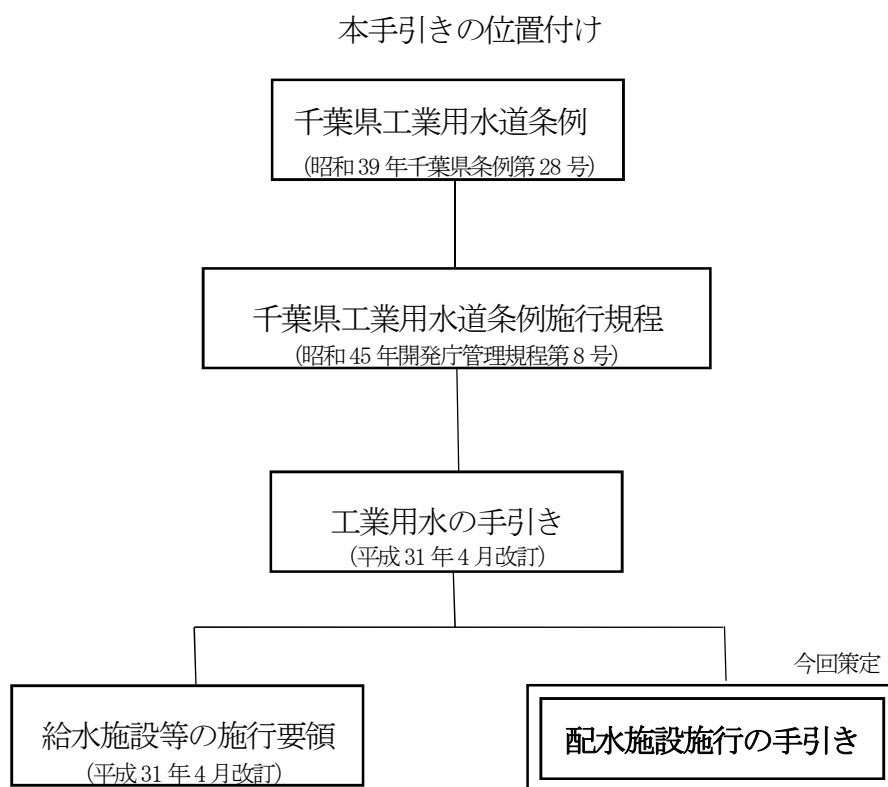 本手引きの位置付け
千葉県工業用水道条例
(昭和39年千葉県条例第28号)
千葉県工業用水道条例施行規程
(昭和45年開発庁管理規程第8号)
工業用水の手引き
(平成31年4月改訂)
今回策定
給水施設等の施行要領
(平成31年4月改訂)
配水施設施行の手引き